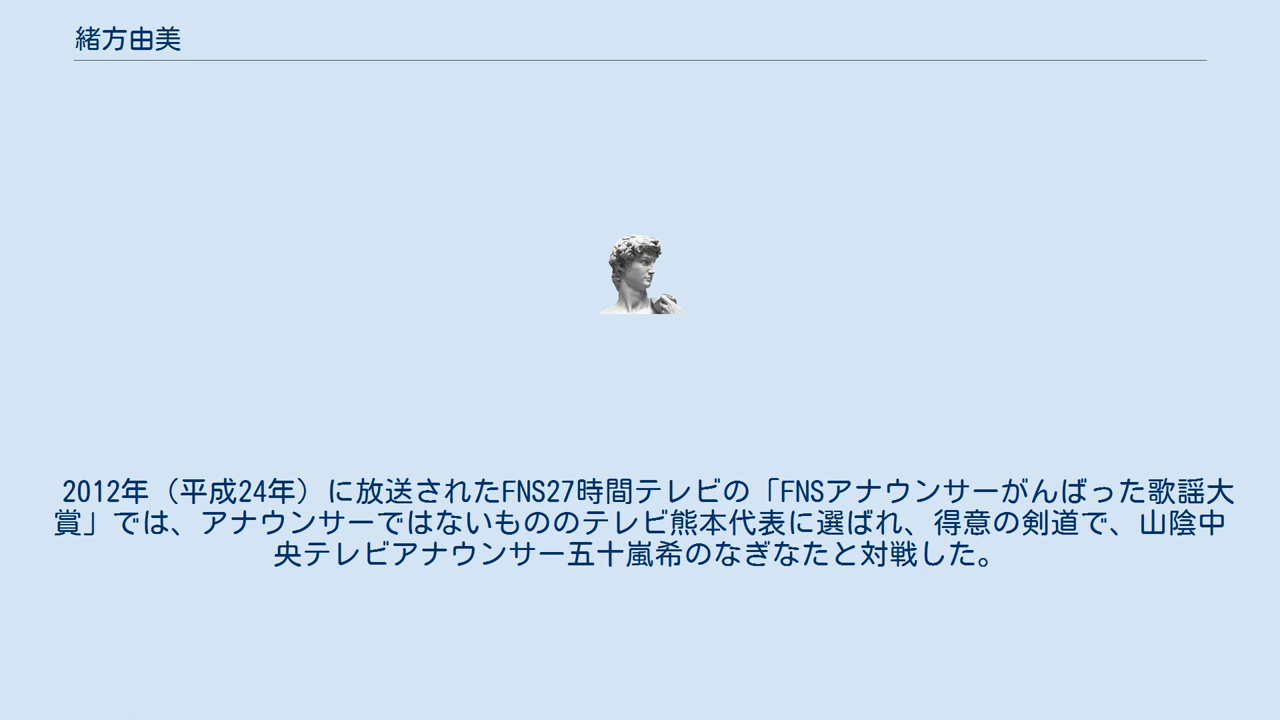 緒方由美
2012年（平成24年）に放送されたFNS27時間テレビの「FNSアナウンサーがんばった歌謡大
賞」では、アナウンサーではないもののテレビ熊本代表に選ばれ、得意の剣道で、山陰中
央テレビアナウンサー五十嵐希のなぎなたと対戦した。